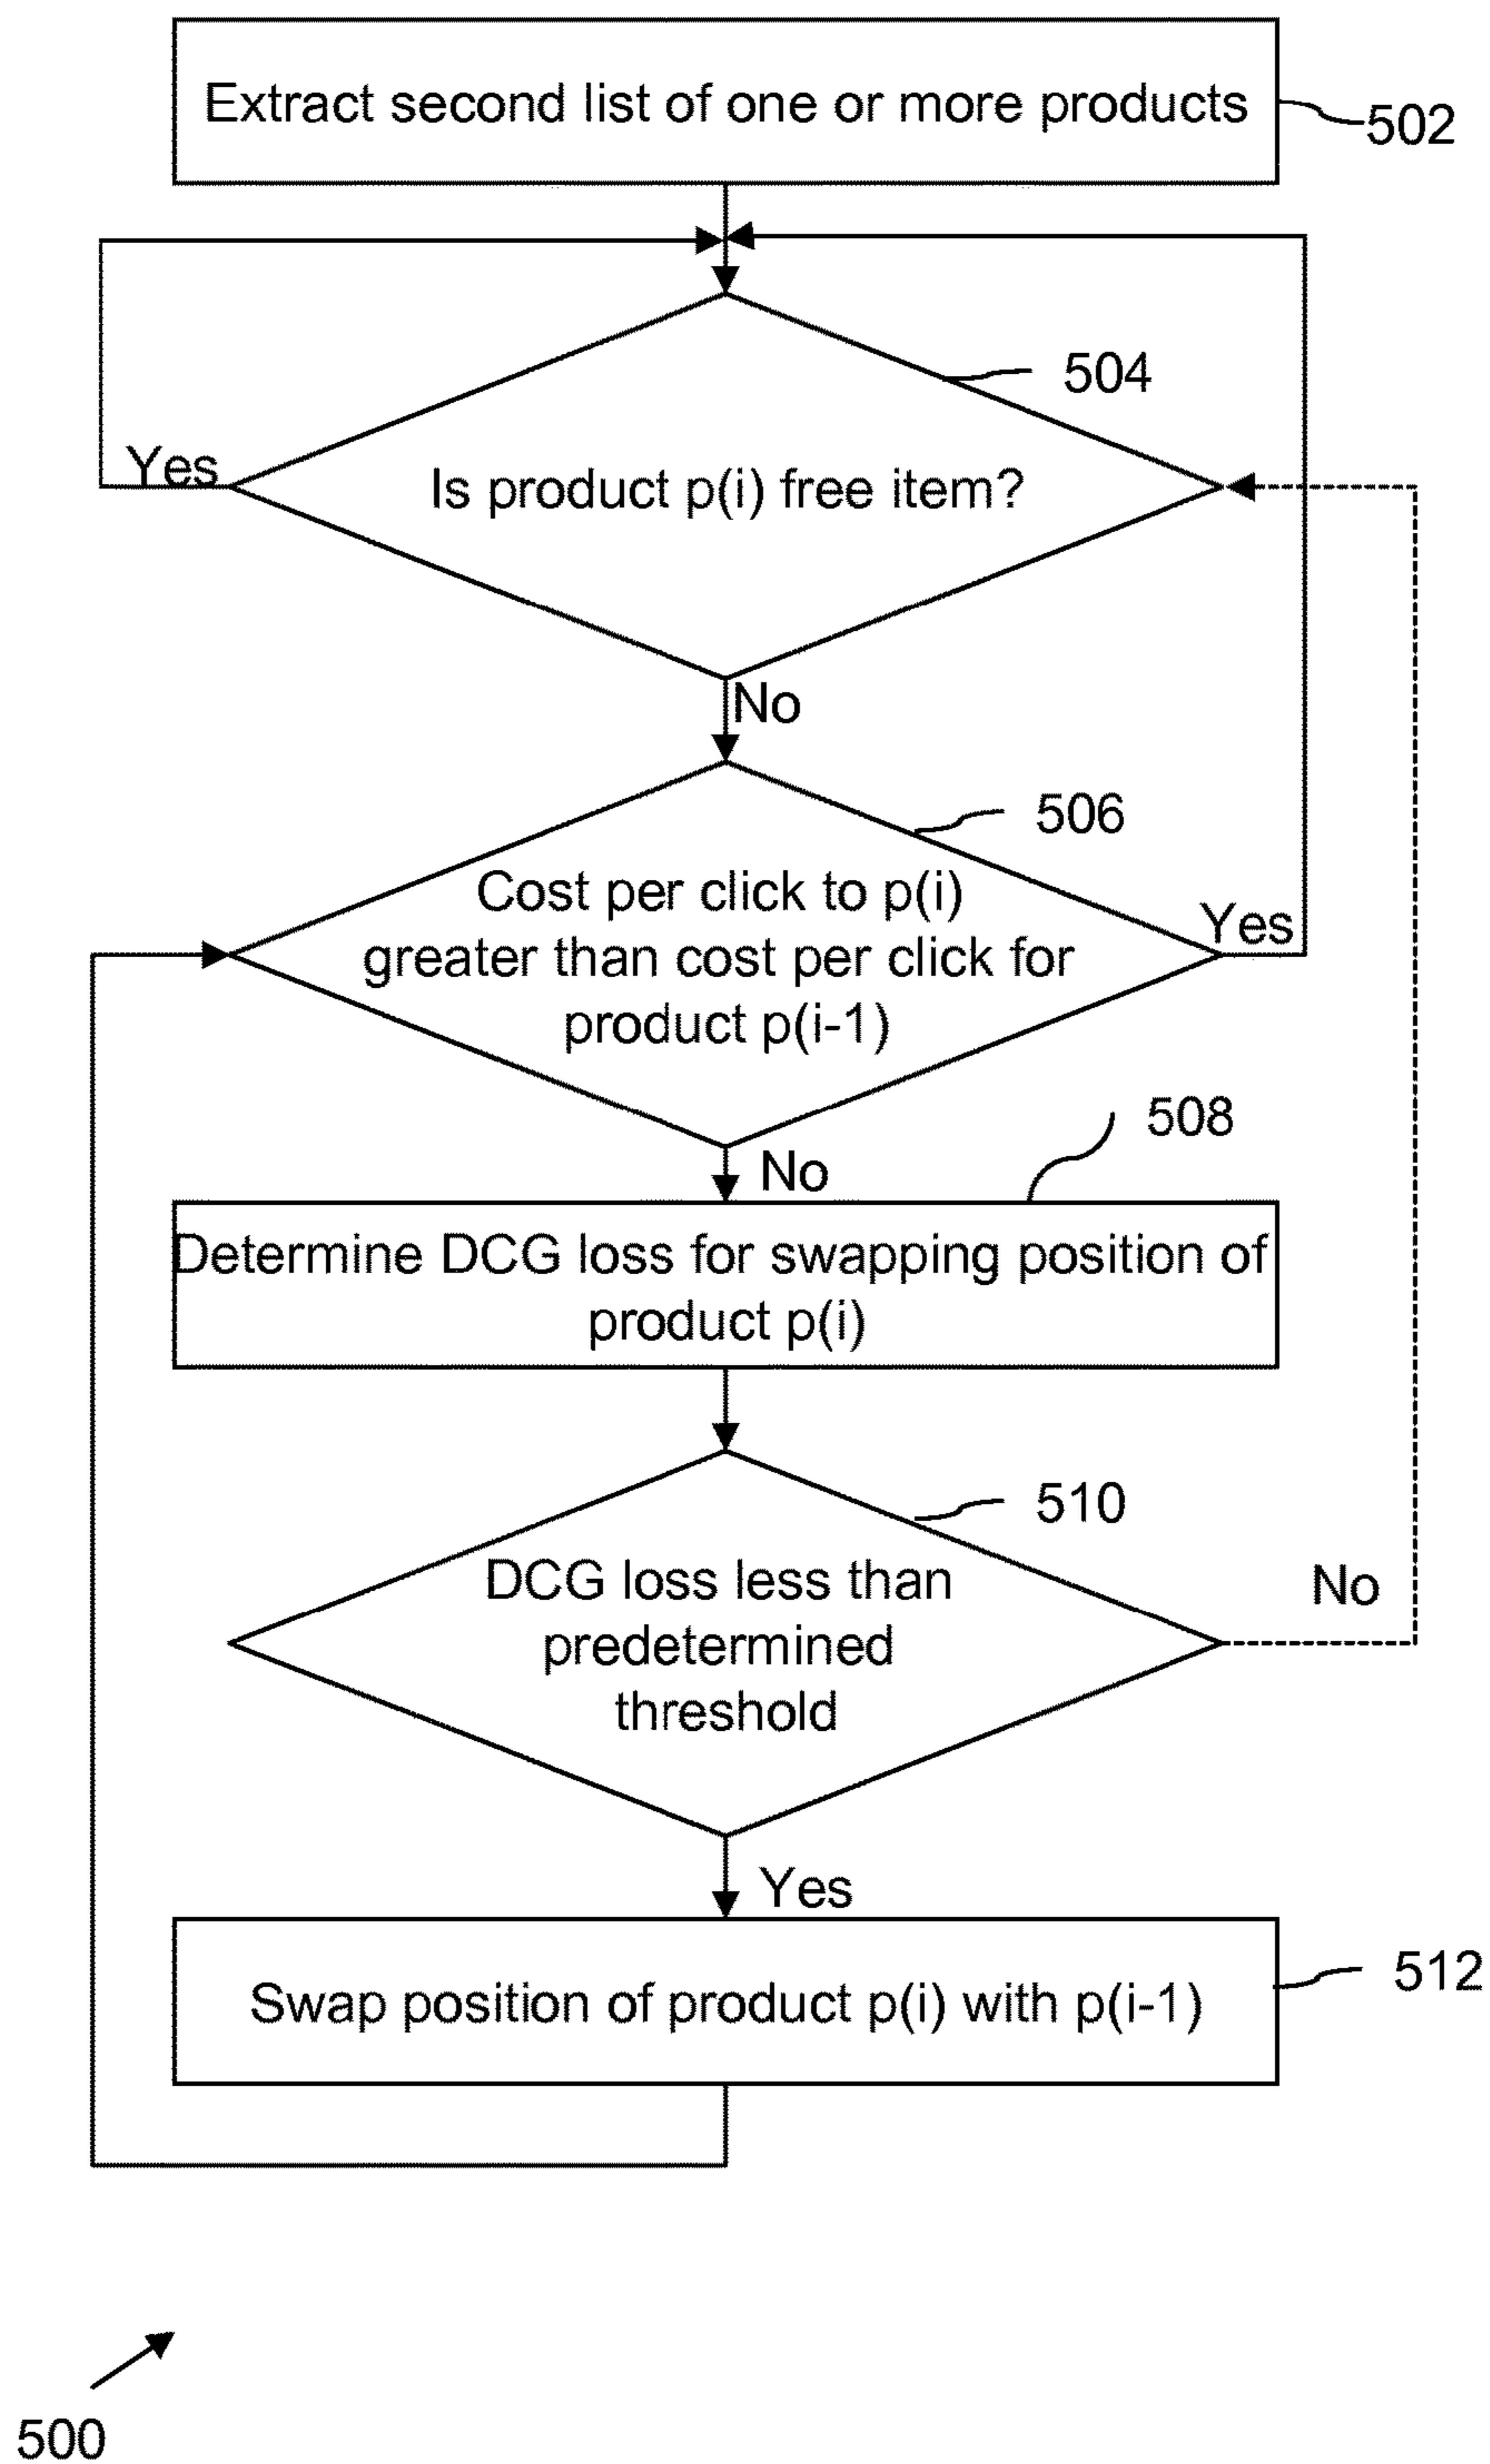 Extract second list of one or more products
502
504
Yes
Is product p(i) free item?
No
506
Cost per click to p(i)
greater than cost per click for
product p(i-1)
Yes
508
No
Determine DCG loss for swapping position of
product p(i)
510
DCG loss less than
predetermined
threshold
No
Yes
512
Swap position of product p(i) with p(i-1)
500